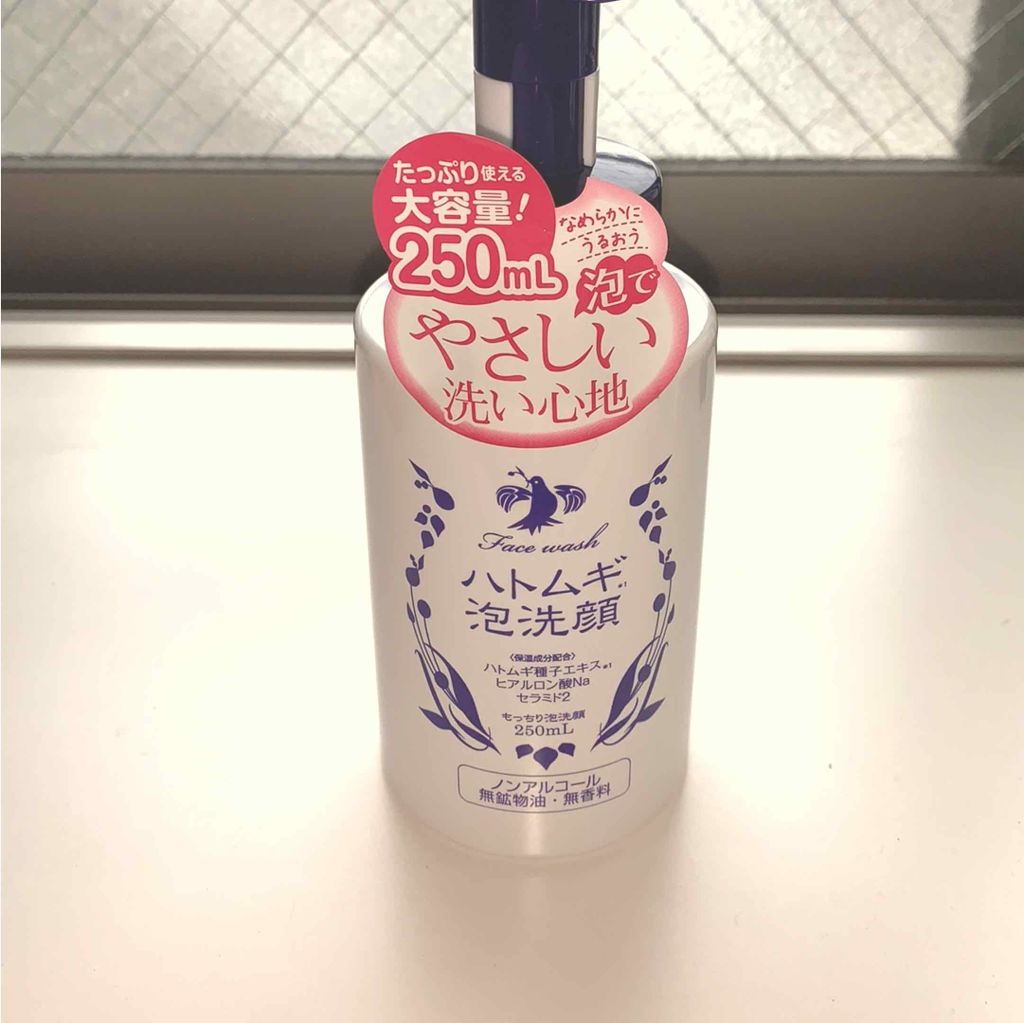 たっぷり使える
大容量!
250mL
なめらかに
うるおう
泡で
やさしい
洗い心地
Face wash
ハトムギ※1
泡洗顔
〈保湿成分配合〉
ハトムギ種子エキス※1
ヒアルロン酸Na
セラミド2
もっちり泡洗顔
250mL
ノンアルコール
無鉱物油・無香料